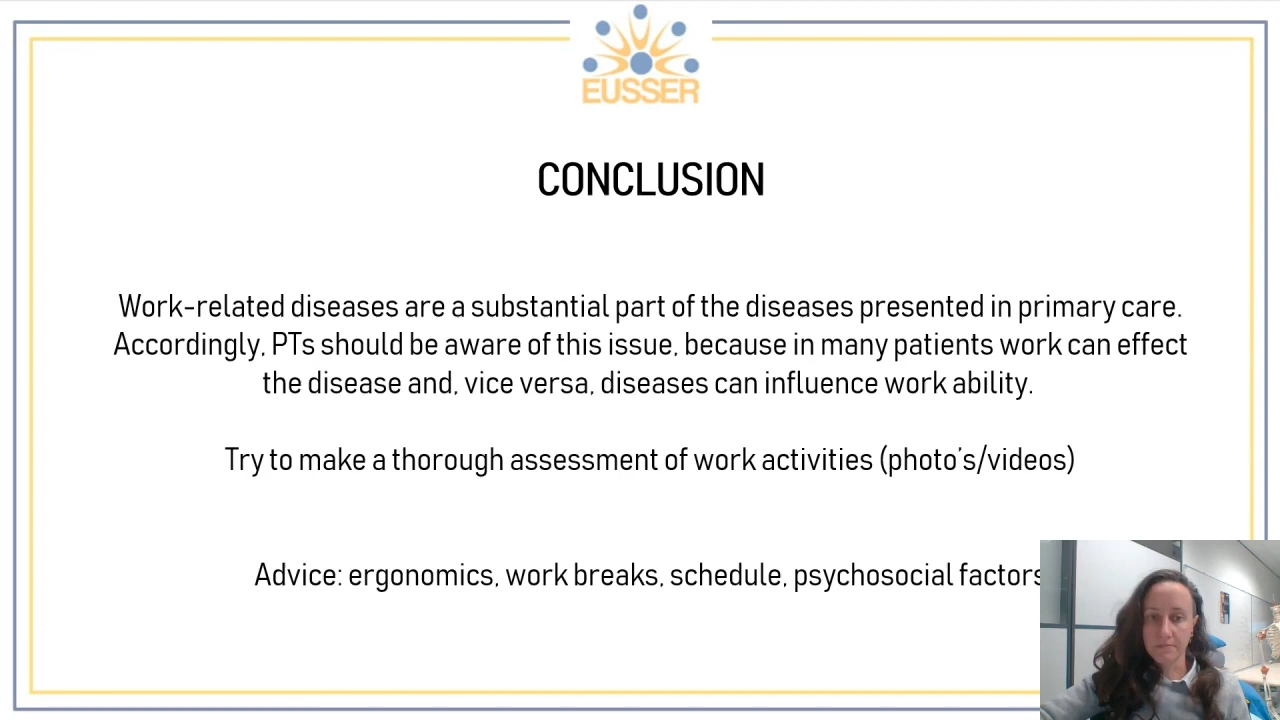 EUSSER
CONCLUSION
Work-related diseases are a substantial part of the diseases presented in primary care.
Accordingly, PTs should be aware of this issue, because in many patients work can effect
the disease and, vice versa, diseases can influence work ability.
Try to make a thorough assessment of work activities (photo's/videos)
Advice: ergonomics, work breaks, schedule, psychosocial factors